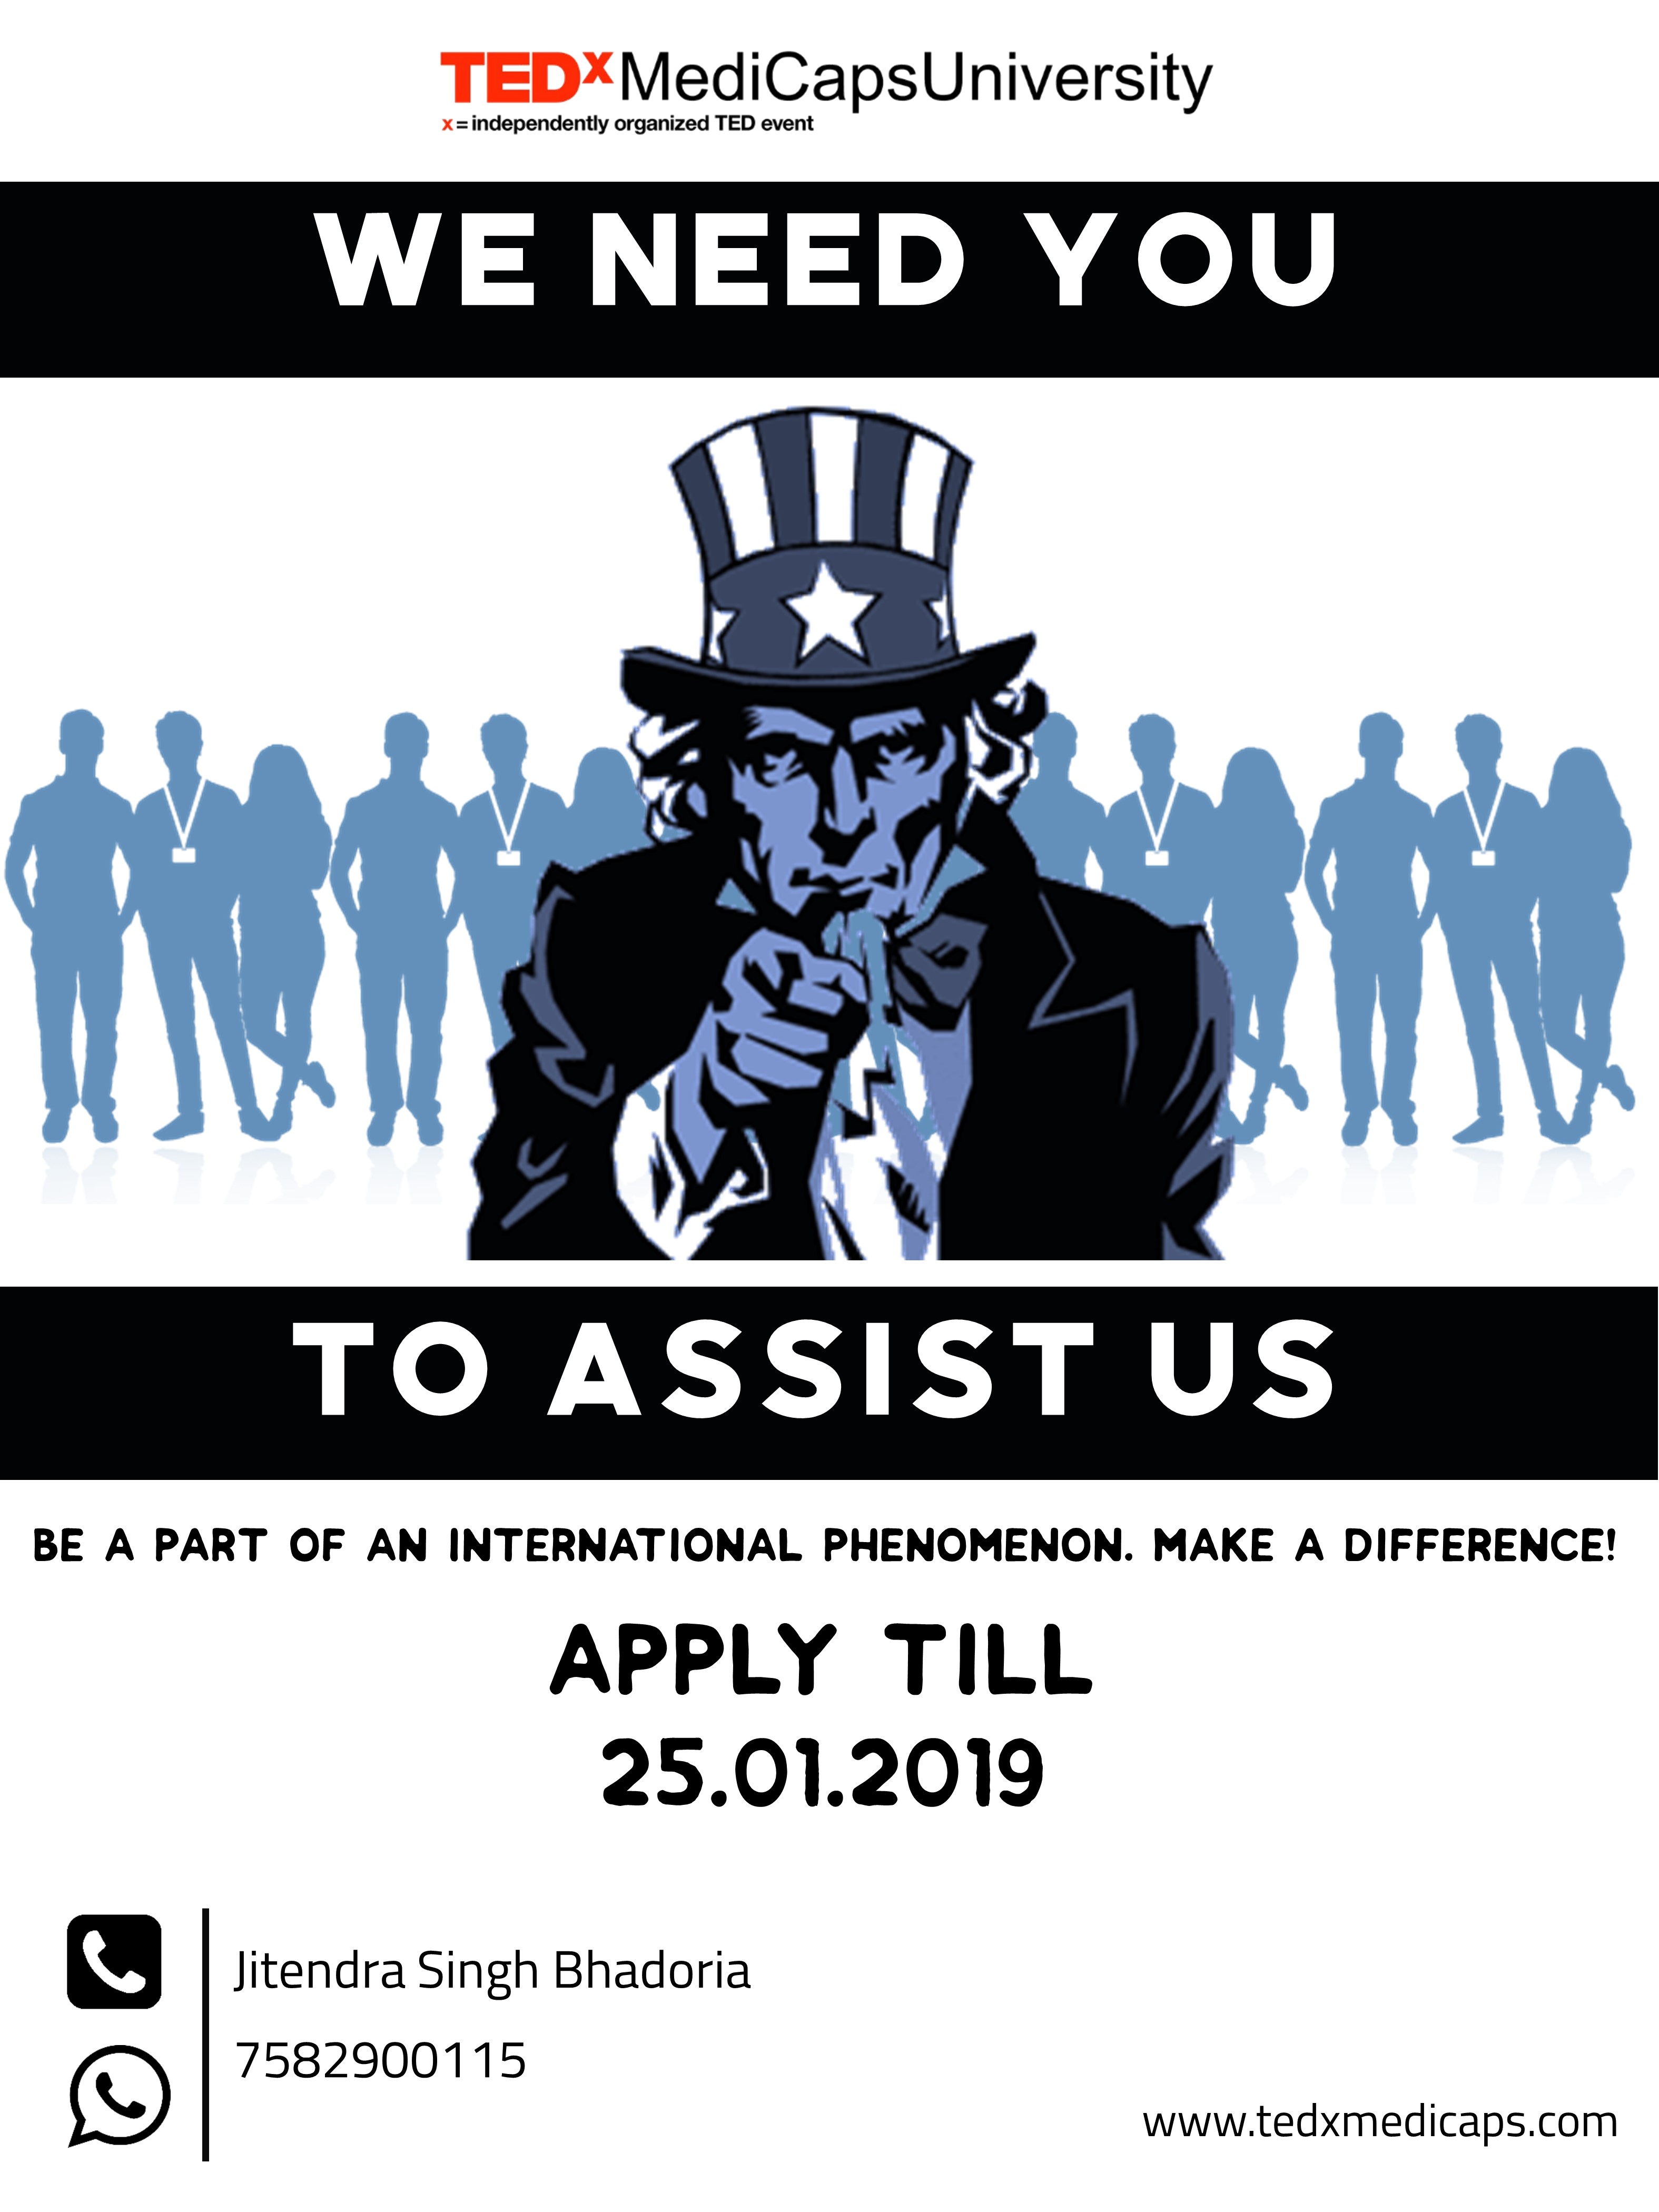 TEDxMediCapsUniversity
x = independently organized TED event
WE NEED YOU
TO ASSIST US
BE A PART OF AN INTERNATIONAL PHENOMENON. MAKE A DIFFERENCE!
APPLY TILL
25.01.2019
Jitendra Singh Bhadoria
7582900115
www.tedxmedicaps.com